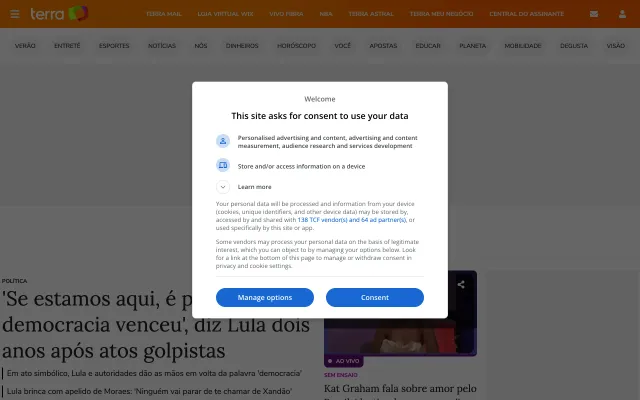 terra
TERRA MAIL LOJA VIRTUAL WIX VIVO FIBRA NBA TERRA ASTRAL TERRA MEU NEGÓCIO CENTRAL DO ASSINANTE
VERÃO ENTRETÊ ESPORTES NOTÍCIAS NÓS DINHEIROS HORÓSCOPO VOCÊ APOSTAS EDUCAR PLANETA MOBILIDADE DEGUSTA VISÃO
Welcome
This site asks for consent to use your data
Personalised advertising and content, advertising and content
measurement, audience research and services development
Store and/or access information on a device
Learn more
Your personal data will be processed and information from your device
(cookies, unique identifiers, and other device data) may be stored by,
accessed by and shared with 138 TCF vendor(s) and 64 ad partner(s), or
used specifically by this site or app.
Some vendors may process your personal data on the basis of legitimate
interest, which you can object to by managing your options below. Look
for a link at the bottom of this page to manage or withdraw consent in
privacy and cookie settings.
Manage options
Consent
POLÍTICA
'Se estamos aqui, é p
democracia venceu', diz Lula dois
anos após atos golpistas
Em ato simbólico, Lula e autoridades dão as mãos em volta da palavra 'democracia'
Lula brinca com apelido de Moraes: 'Ninguém vai parar de te chamar de Xandão'
AO VIVO
SEM ENSAIO
Kat Graham fala sobre amor pelo